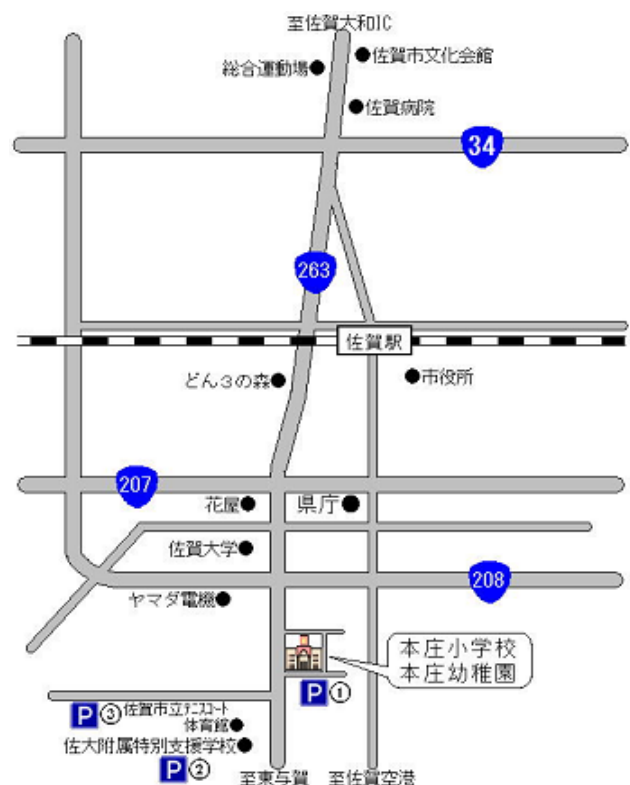 至佐賀大和IC
佐賀市文化会館
総合運動場
佐賀病院
34
263
佐賀駅
どん3の森
市役所
207
花屋
県庁
佐賀大学
208
ヤマダ電機
本庄小学校
本庄幼稚園
P①
P③
佐賀市立テニスコート
体育館
佐大附属特別支援学校
P②
至東与賀
至佐賀空港